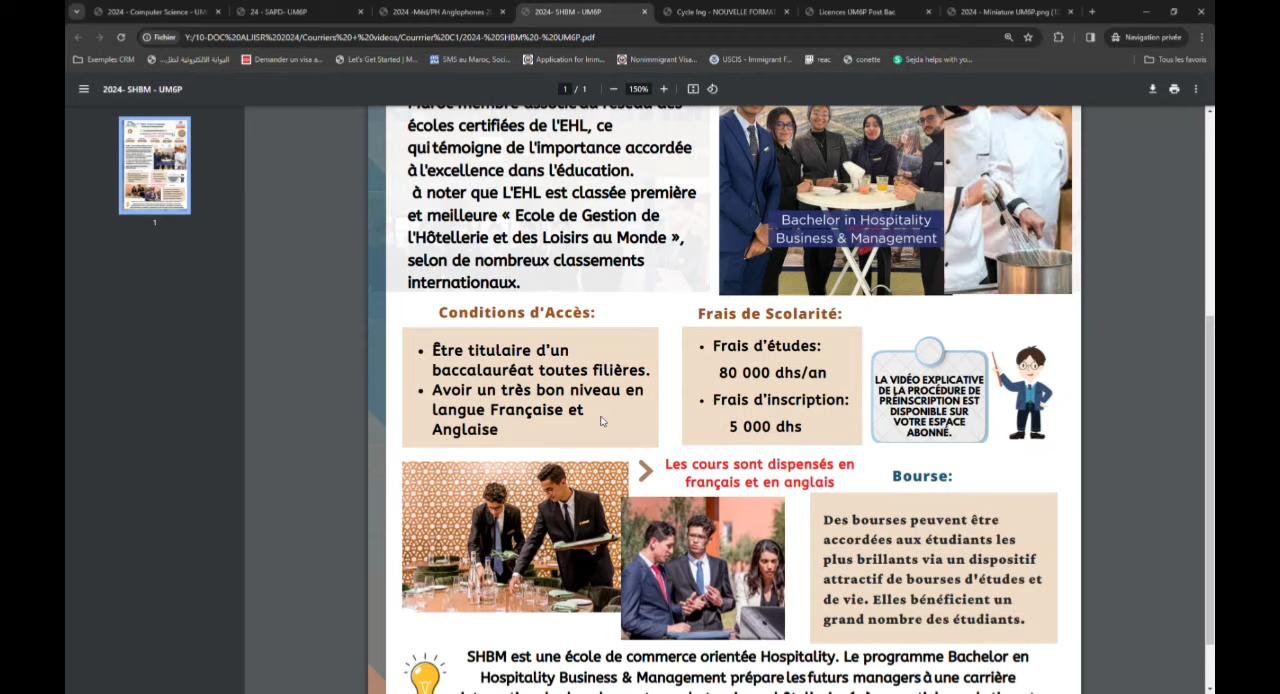 2024 - Computer Science - UM
24 - SAPD- UM6P
2024 -Méd/PH Anglophones 2
2024- SHBM - UM6P
Cycle Ing - NOUVELLE FORMAT
Licences UM6P Post Bac
2024 - Miniature UM6P.png (1
Fichier
Y:/10-DOC%20ALJISR%202024/Courriers%20+%20videos/Courrrier%20C1/2024-%20SHBM%20-%20UM6P.pdf
Navigation privée
Exemples CRM
البوابة الالكترونية لطل...
Demander un visa a...
Let's Get Started | M...
SMS au Maroc, Soci...
Application for Imm...
Nonimmigrant Visa...
USCIS - Immigrant F...
reac
conette
Sejda helps with yo...
Tous les favoris
2024- SHBM - UM6P
1 / 1
150%
1
Maroc membre associé au réseau des
écoles certifiées de l'EHL, ce
qui témoigne de l'importance accordée
à l'excellence dans l'éducation.
à noter que L'EHL est classée première
et meilleure « Ecole de Gestion de
l'Hôtellerie et des Loisirs au Monde »,
selon de nombreux classements
internationaux.
Bachelor in Hospitality
Business & Management
Conditions d'Accès:
• Être titulaire d'un
baccalauréat toutes filières.
• Avoir un très bon niveau en
langue Française et
Anglaise
Frais de Scolarité:
• Frais d'études:
80 000 dhs/an
• Frais d'inscription:
5 000 dhs
LA VIDÉO EXPLICATIVE
DE LA PROCÉDURE DE
PRÉINSCRIPTION EST
DISPONIBLE SUR
VOTRE ESPACE
ABONNÉ.
Les cours sont dispensés en
français et en anglais
Bourse:
Des bourses peuvent être
accordées aux étudiants les
plus brillants via un dispositif
attractif de bourses d'études et
de vie. Elles bénéficient un
grand nombre des étudiants.
SHBM est une école de commerce orientée Hospitality. Le programme Bachelor en
Hospitality Business & Management prépare les futurs managers à une carrière